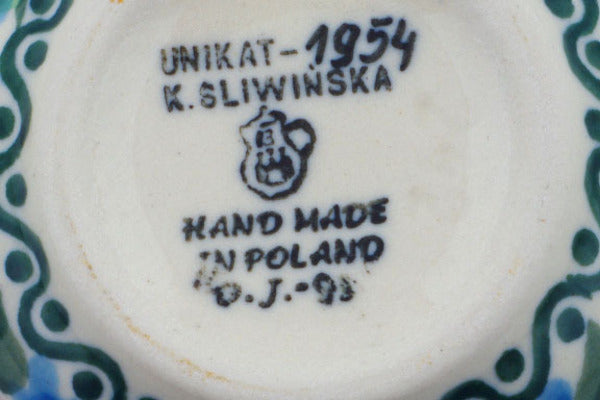 UNIKAT-1954
K. SLIWIŃSKA
HAND MADE
IN POLAND